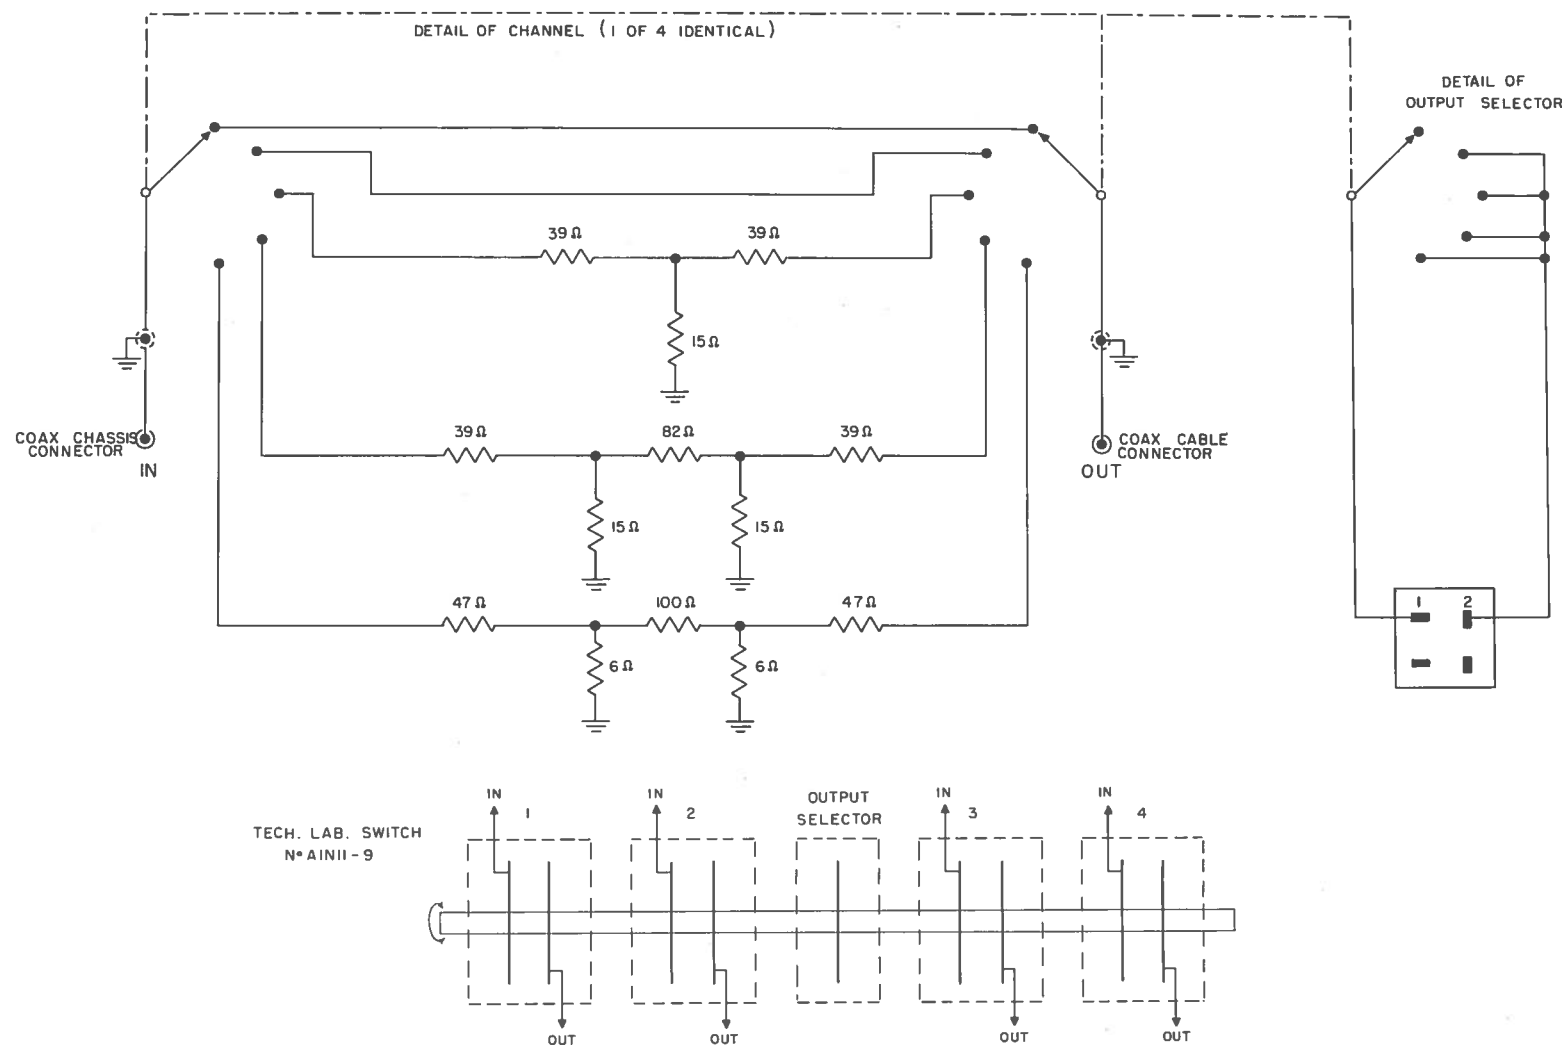 DETAIL OF CHANNEL (1 OF 4 IDENTICAL)
DETAIL OF
OUTPUT SELECTOR
39Ω
39Ω
15Ω
COAX CHASSIS
CONNECTOR
IN
39Ω
82Ω
39Ω
COAX CABLE
CONNECTOR
OUT
15Ω
15Ω
47Ω
100Ω
47Ω
1
2
6Ω
6Ω
TECH. LAB. SWITCH
Nº A1N11-9
IN
1
IN
2
OUTPUT
SELECTOR
IN
3
IN
4
OUT
OUT
OUT
OUT